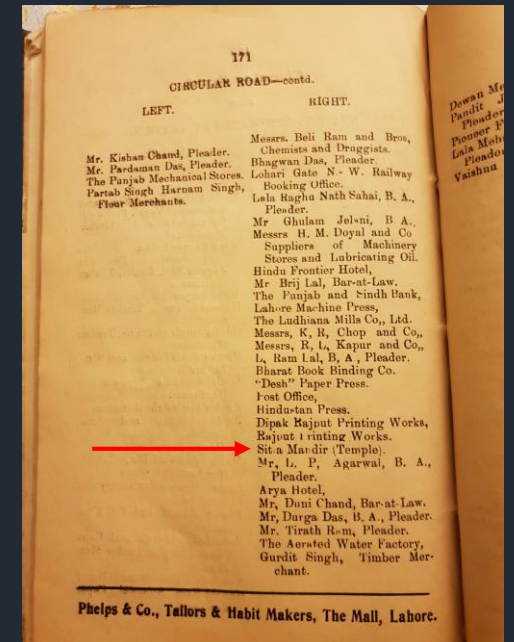 171
CIRCULAR ROAD—contd.
LEFT.
Mr. Kishan Chand, Pleader.
Mr. Pardaman Das, Pleader.
The Punjab Mechanical Stores.
Partab Singh Harnam Singh,
Flour Merchants.
RIGHT.
Messrs. Beli Ram and Bros,
Chemists and Druggists.
Bhagwan Das, Pleader.
Lohari Gate N.- W. Railway
Booking Office.
Lala Raghu Nath Sahai, B. A.,
Pleader.
Mr Ghulam Jelani, B A.,
Messrs H. M. Doyal and Co
Suppliers of Machinery
Stores and Lubricating Oil.
Hindu Frontier Hotel,
Mr Brij Lal, Bar-at-Law.
The Punjab and Sindh Bank,
Lahore Machine Press,
The Ludhiana Mills Co,, Ltd.
Messrs, K, R, Chop and Co,,
Messrs, R, L, Kapur and Co,,
L, Ram Lal, B, A, Pleader.
Bharat Book Binding Co.
"Desh" Paper Press.
Post Office,
Hindustan Press.
Dipak Rajput Printing Works,
Rajput Printing Works.
Sitla Mandir (Temple).
Mr, L. P, Agarwal, B. A.,
Pleader.
Arya Hotel,
Mr, Duni Chand, Bar-at-Law.
Mr, Durga Das, B. A., Pleader.
Mr. Tirath Ram, Pleader.
The Aerated Water Factory,
Gurdit Singh, Timber Mer-
chant.
Phelps & Co., Tailors & Habit Makers, The Mall, Lahore.
Dewan
Pandit
Pleader
Pioneer
Lala
Pleader
Vaishnu